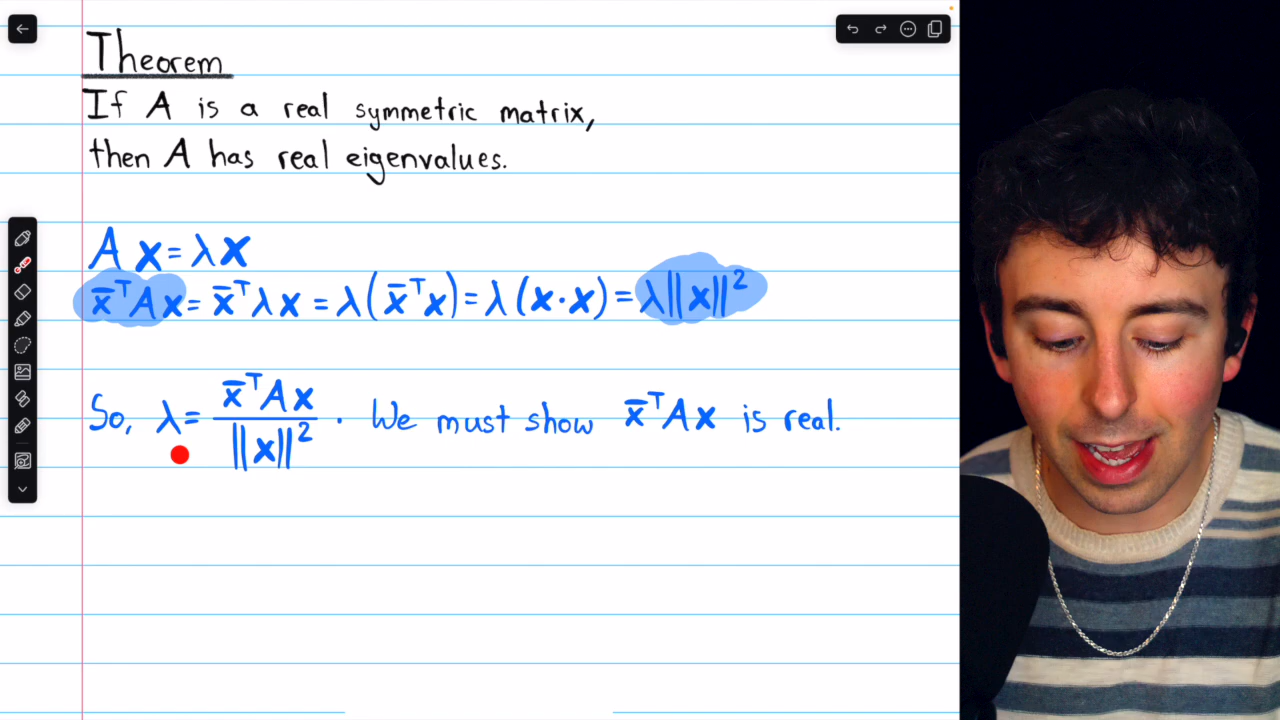 Theorem
If A is a real symmetric matrix,
then A has real eigenvalues.
A x = λx
x̄ᵀAx = x̄ᵀλx = λ(x̄ᵀx) = λ(x·x) = λ||x||²
So, λ = x̄ᵀAx / ||x||² . We must show x̄ᵀAx is real.